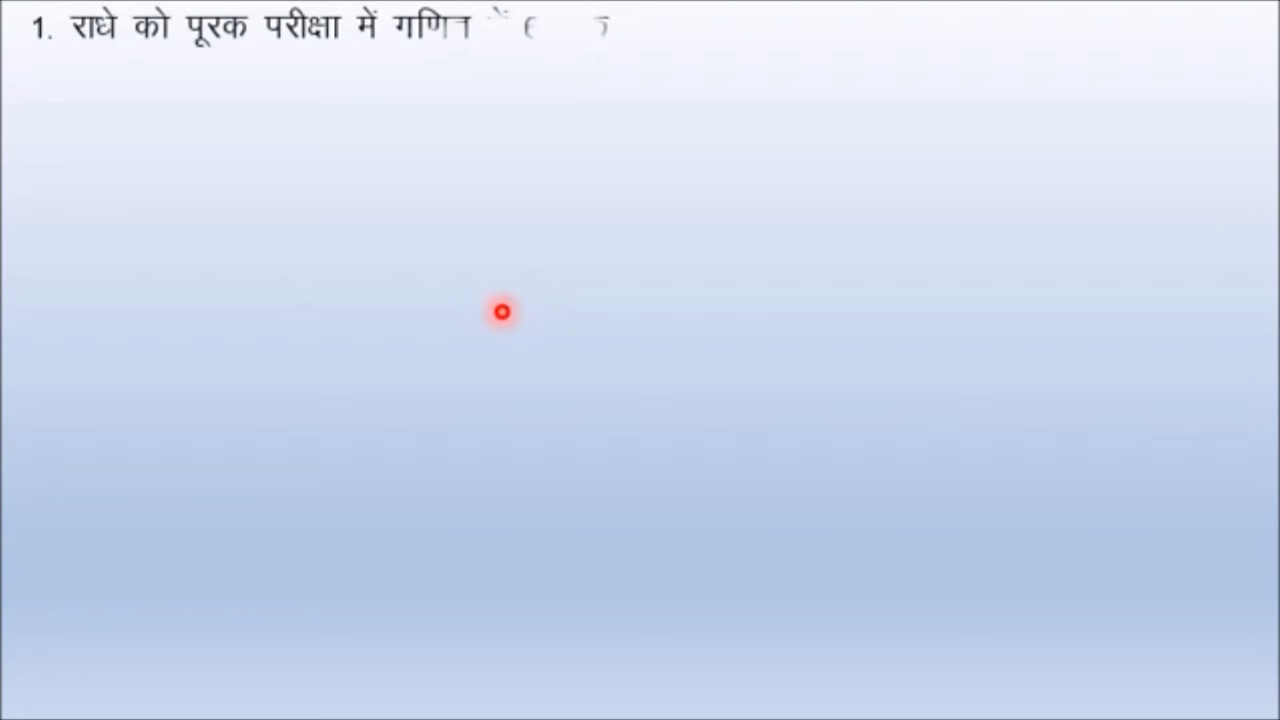 1. राधे को पूरक परीक्षा में गणित